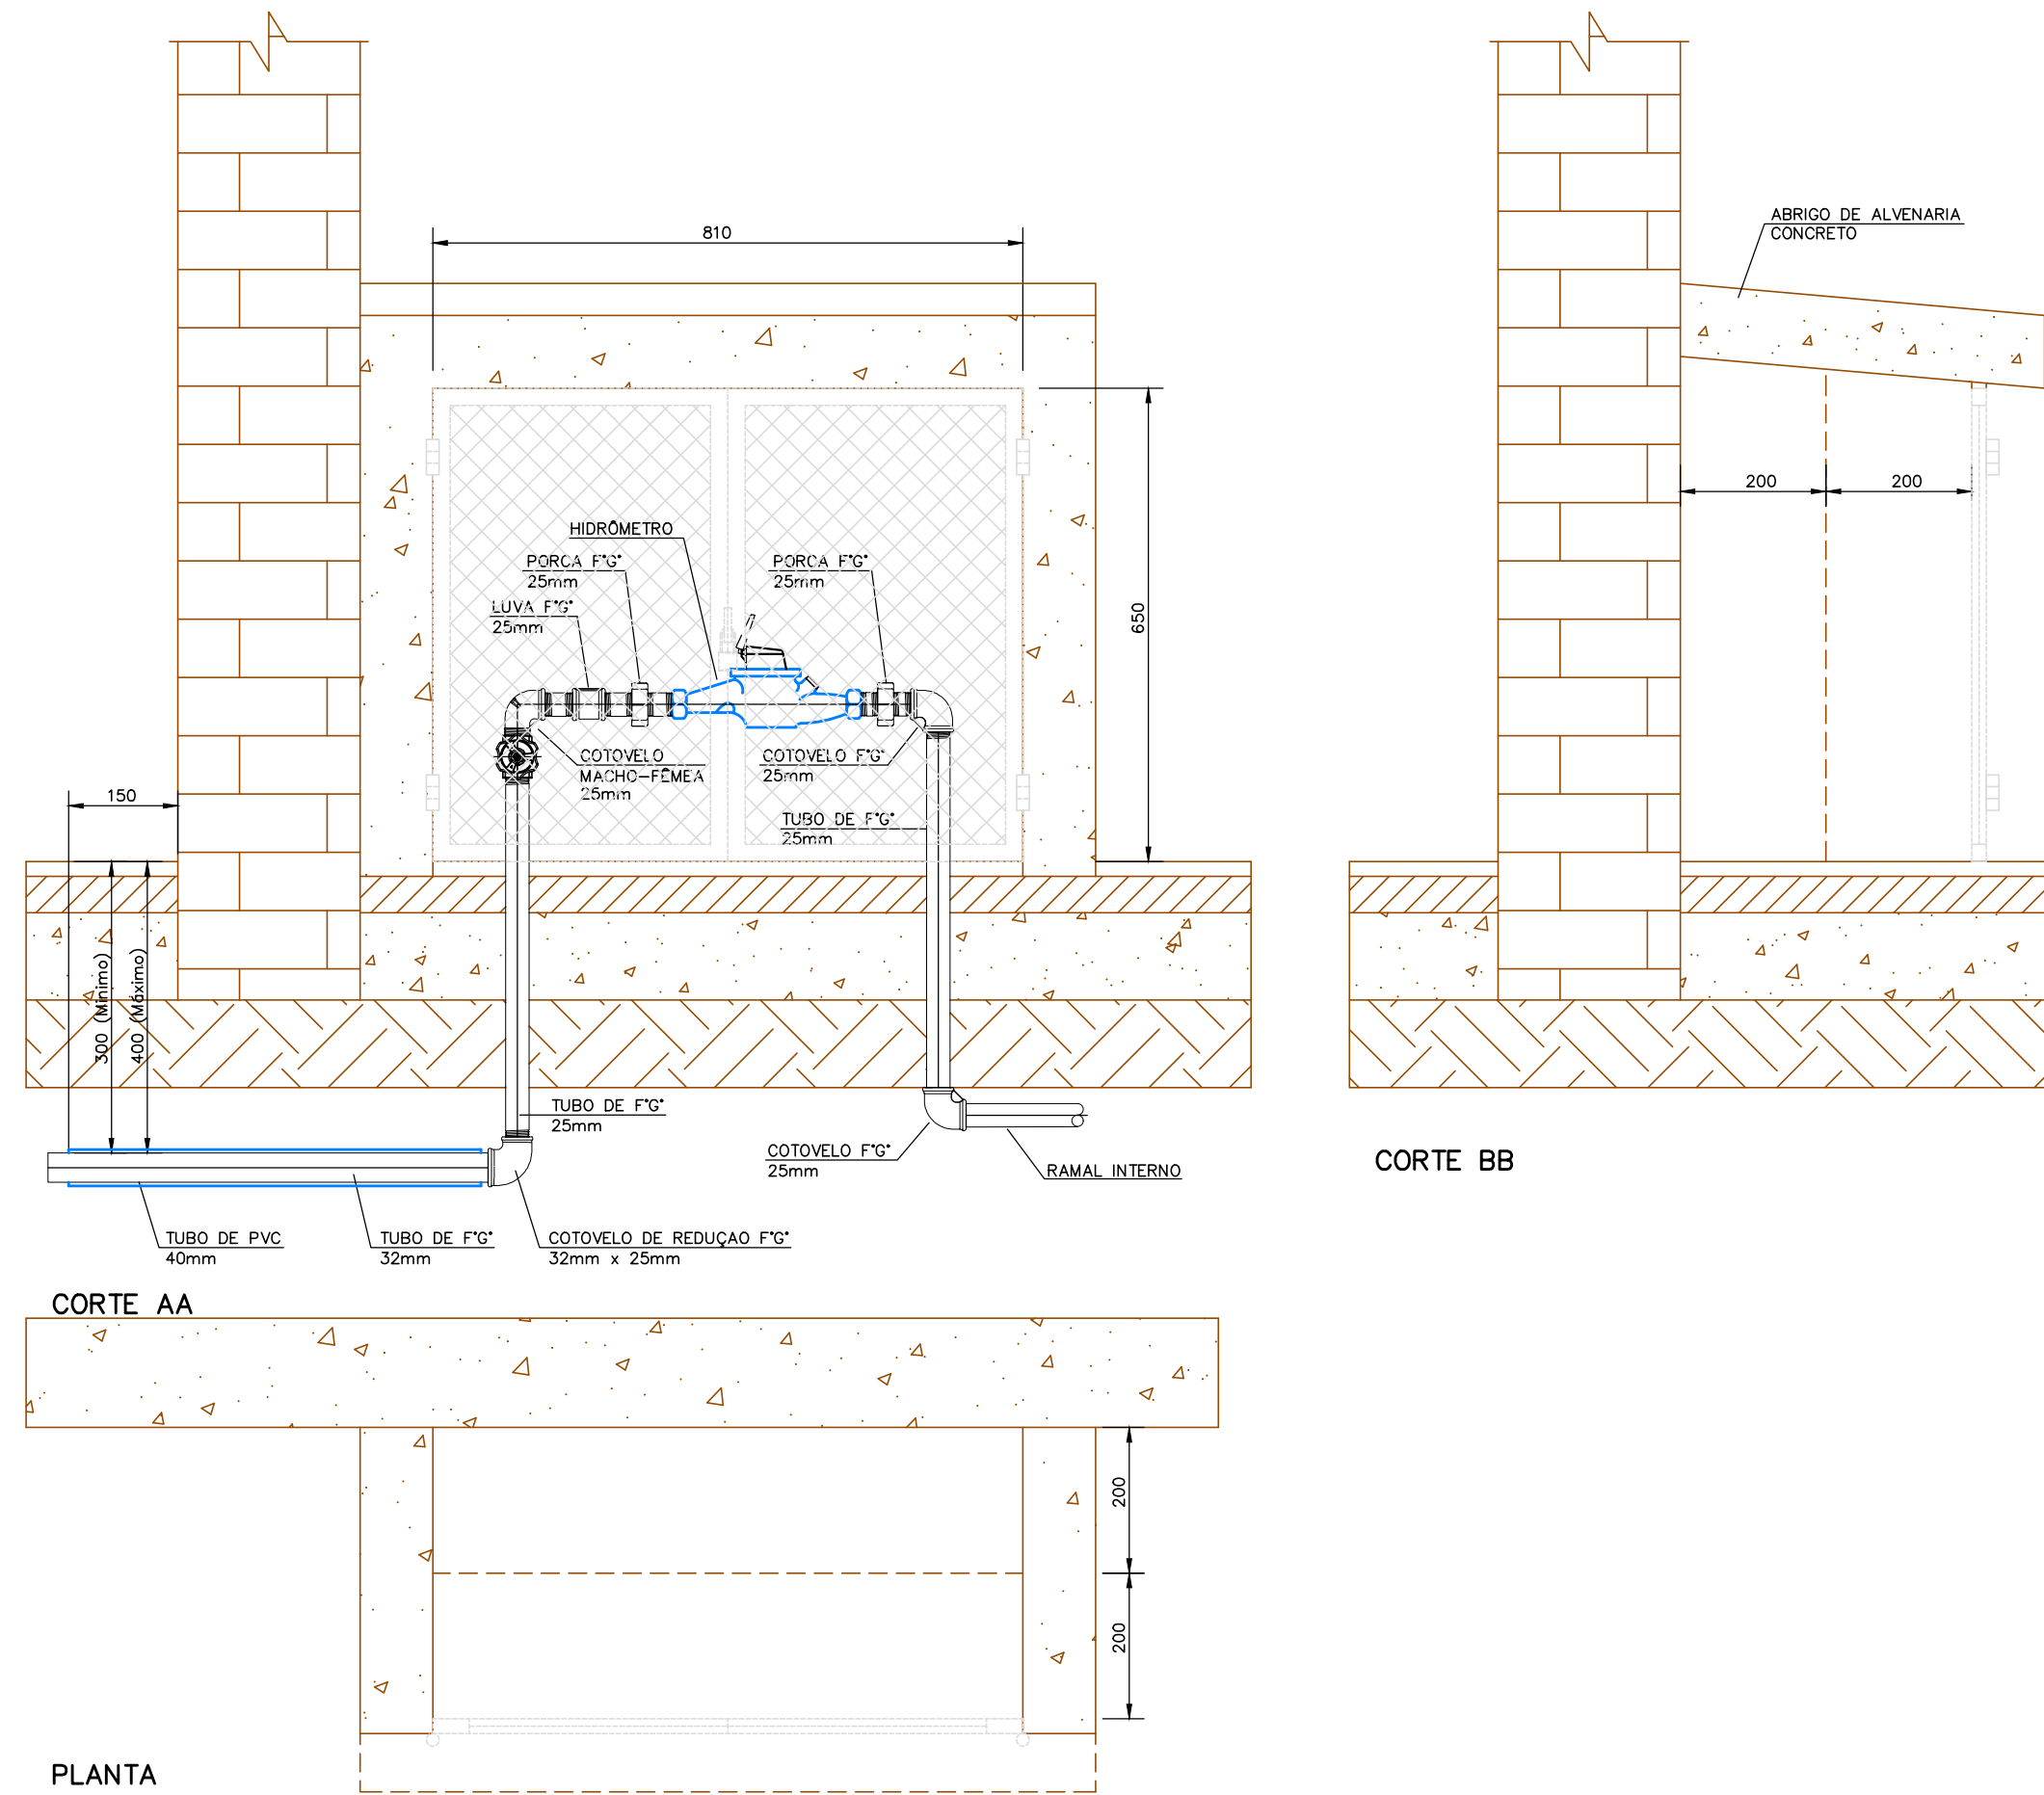 810
ABRIGO DE ALVENARIA
CONCRETO
200
200
HIDRÔMETRO
PORCA F°G°
25mm
PORCA F°G°
25mm
LUVA F°G°
25mm
650
COTOVELO
MACHO-FÊMEA
25mm
COTOVELO F°G°
25mm
TUBO DE F°G°
25mm
150
300 (Mínimo)
400 (Máximo)
TUBO DE F°G°
25mm
COTOVELO F°G°
25mm
RAMAL INTERNO
CORTE BB
TUBO DE PVC
40mm
TUBO DE F°G°
32mm
COTOVELO DE REDUÇAO F°G°
32mm x 25mm
CORTE AA
200
200
PLANTA